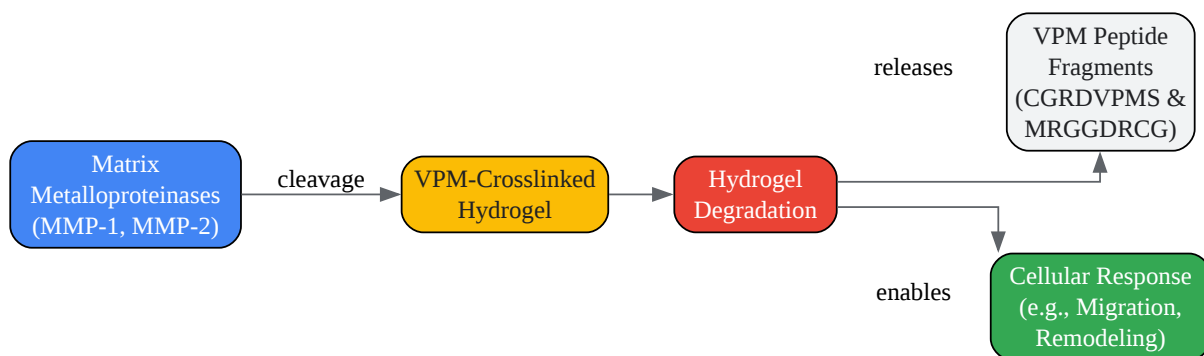 Matrix
Metalloproteinases
(MMP-1, MMP-2)
cleavage
VPM-Crosslinked
Hydrogel
Hydrogel
Degradation
releases
VPM Peptide
Fragments
(CGRDVPMS &
MRGGDRCG)
enables
Cellular Response
(e.g., Migration,
Remodeling)